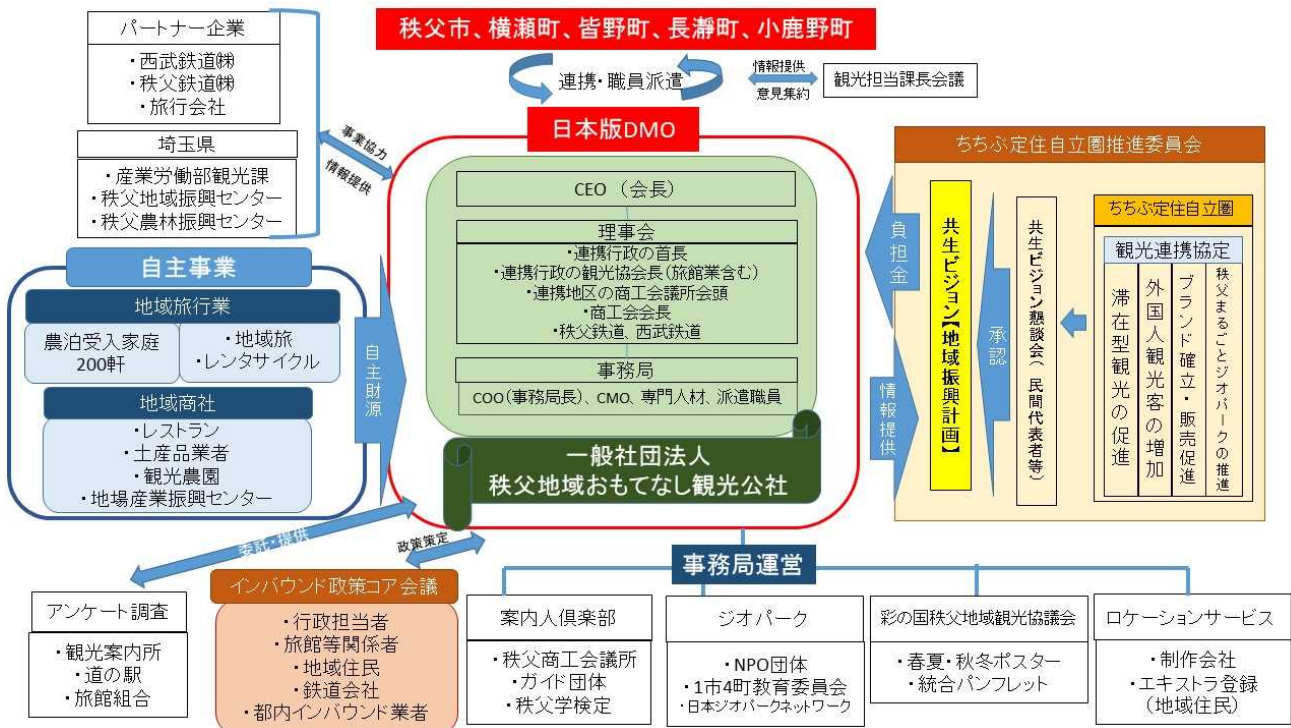 パートナー企業
・西武鉄道㈱
・秩父鉄道㈱
・旅行会社
埼玉県
・産業労働部観光課
・秩父地域振興センター
・秩父農林振興センター
秩父市、横瀬町、皆野町、長瀞町、小鹿野町
連携・職員派遣
情報提供
意見集約
観光担当課長会議
事業協力
情報提供
日本版DMO
CEO (会長)
理事会
・連携行政の首長
・連携行政の観光協会長(旅館業含む)
・連携地区の商工会議所会頭
・商工会会長
・秩父鉄道、西武鉄道
事務局
COO(事務局長)、CMO、専門人材、派遣職員
一般社団法人
秩父地域おもてなし観光公社
自主事業
地域旅行業
農泊受入家庭
200軒
・地域旅
・レンタサイクル
地域商社
・レストラン
・土産品業者
・観光農園
・地場産業振興センター
自主財源
ちちぶ定住自立圏推進委員会
負担金
情報提供
共生ビジョン【地域振興計画】
承認
共生ビジョン懇談会(民間代表者等)
ちちぶ定住自立圏
観光連携協定
滞在型観光の促進
外国人観光客の増加
ブランド確立・販売促進
秩父まるごとジオパークの推進
委託・提供
政策策定
事務局運営
アンケート調査
・観光案内所
・道の駅
・旅館組合
インバウンド政策コア会議
・行政担当者
・旅館等関係者
・地域住民
・鉄道会社
・都内インバウンド業者
案内人倶楽部
・秩父商工会議所
・ガイド団体
・秩父学検定
ジオパーク
・NPO団体
・1市4町教育委員会
・日本ジオパークネットワーク
彩の国秩父地域観光協議会
・春夏・秋冬ポスター
・統合パンフレット
ロケーションサービス
・制作会社
・エキストラ登録
(地域住民)